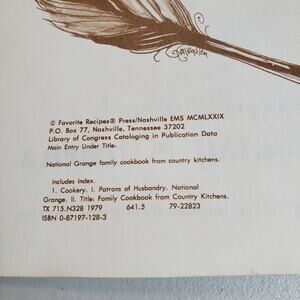 © Favorite Recipes® Press/Nashville EMS MCMLXXIX
P.O. Box 77, Nashville, Tennessee 37202
Library of Congress Cataloging in Publication Data
Main Entry Under Title:
National Grange family cookbook from country kitchens.
Includes Index.
1. Cookery. I. Patrons of Husbandry. National
Grange. II. Title: Family Cookbook from Country Kitchens.
TX 715.N328 1979 641.5 79-22823
ISBN 0-87197-128-3